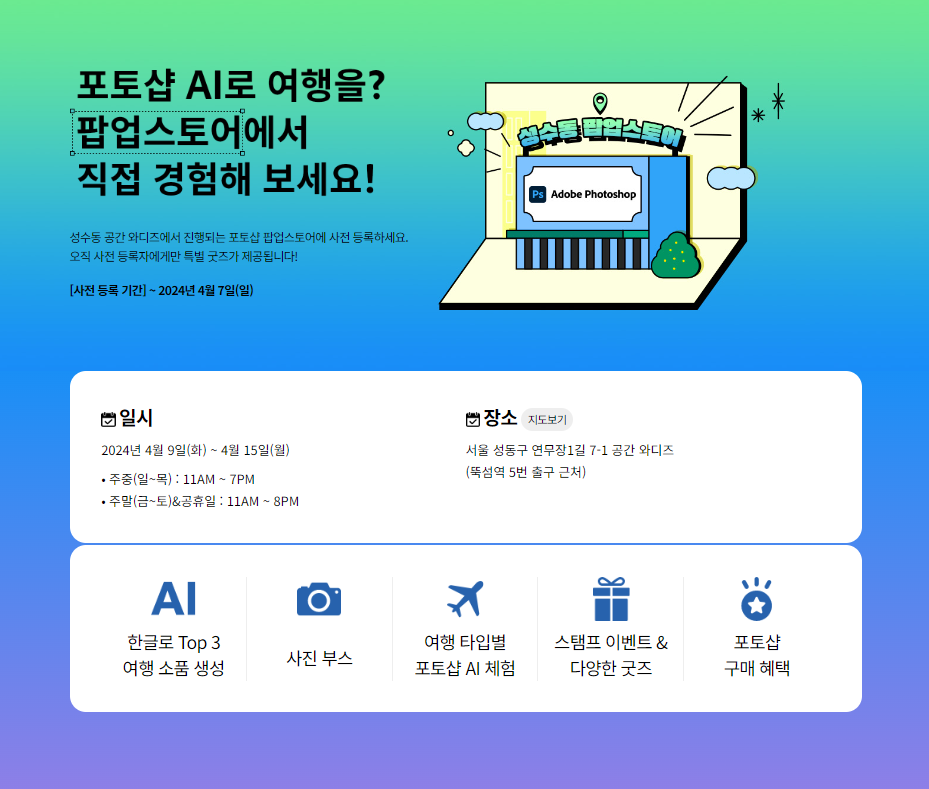 포토샵 AI로 여행을?
팝업스토어에서
직접 경험해 보세요!
성수동 공간 와디즈에서 진행되는 포토샵 팝업스토어에 사전 등록하세요.
오직 사전 등록자에게만 특별 굿즈가 제공됩니다!
[사전 등록 기간] ~ 2024년 4월 7일(일)
성수동 팝업스토어
Ps Adobe Photoshop
일시
2024년 4월 9일(화) ~ 4월 15일(월)
• 주중(일~목) : 11AM ~ 7PM
• 주말(금~토)&공휴일 : 11AM ~ 8PM
장소 지도보기
서울 성동구 연무장1길 7-1 공간 와디즈
(뚝섬역 5번 출구 근처)
AI
한글로 Top 3
여행 소품 생성
사진 부스
여행 타입별
포토샵 AI 체험
스탬프 이벤트 &
다양한 굿즈
포토샵
구매 혜택